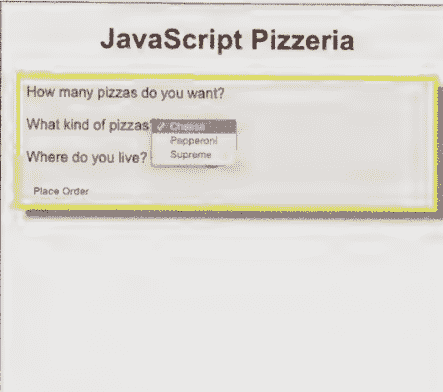 JavaScript Pizzeria
How many pizzas do you want?
What kind of pizzas
✓ Cheese
Pepperoni
Supreme
Where do you live?
Place Order